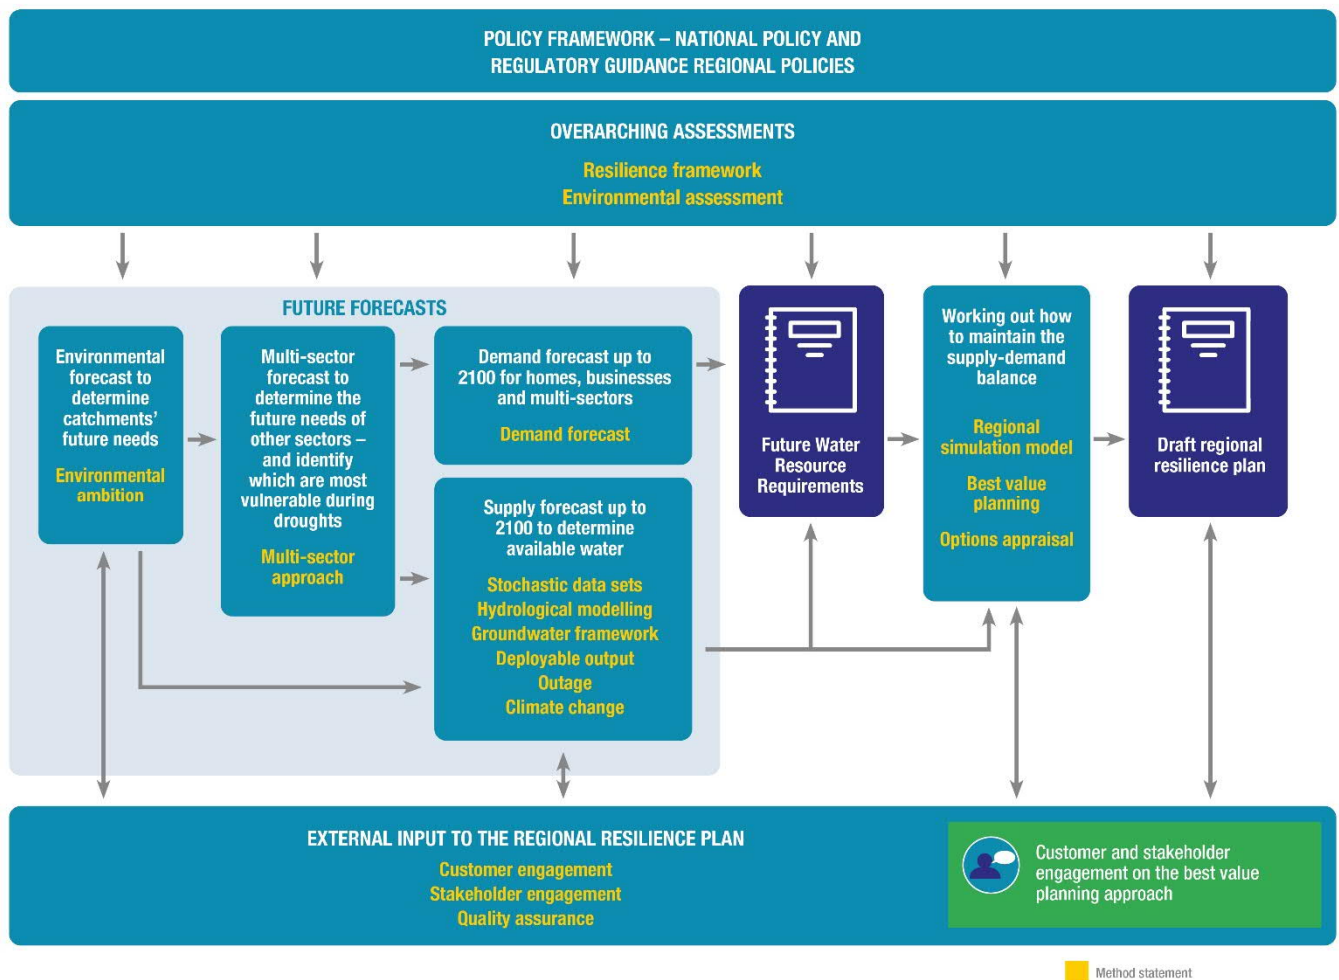 POLICY FRAMEWORK – NATIONAL POLICY AND
REGULATORY GUIDANCE REGIONAL POLICIES
OVERARCHING ASSESSMENTS
Resilience framework
Environmental assessment
FUTURE FORECASTS
Environmental
forecast to
determine
catchments’
future needs
Environmental
ambition
Multi-sector
forecast to
determine the
future needs of
other sectors –
and identify
which are most
vulnerable during
droughts
Multi-sector
approach
Demand forecast up to
2100 for homes, businesses
and multi-sectors
Demand forecast
Supply forecast up to
2100 to determine
available water
Stochastic data sets
Hydrological modelling
Groundwater framework
Deployable output
Outage
Climate change
Future Water
Resource
Requirements
Working out how
to maintain the
supply-demand
balance
Regional
simulation model
Best value
planning
Options appraisal
Draft regional
resilience plan
EXTERNAL INPUT TO THE REGIONAL RESILIENCE PLAN
Customer engagement
Stakeholder engagement
Quality assurance
Customer and stakeholder
engagement on the best value
planning approach
Method statement